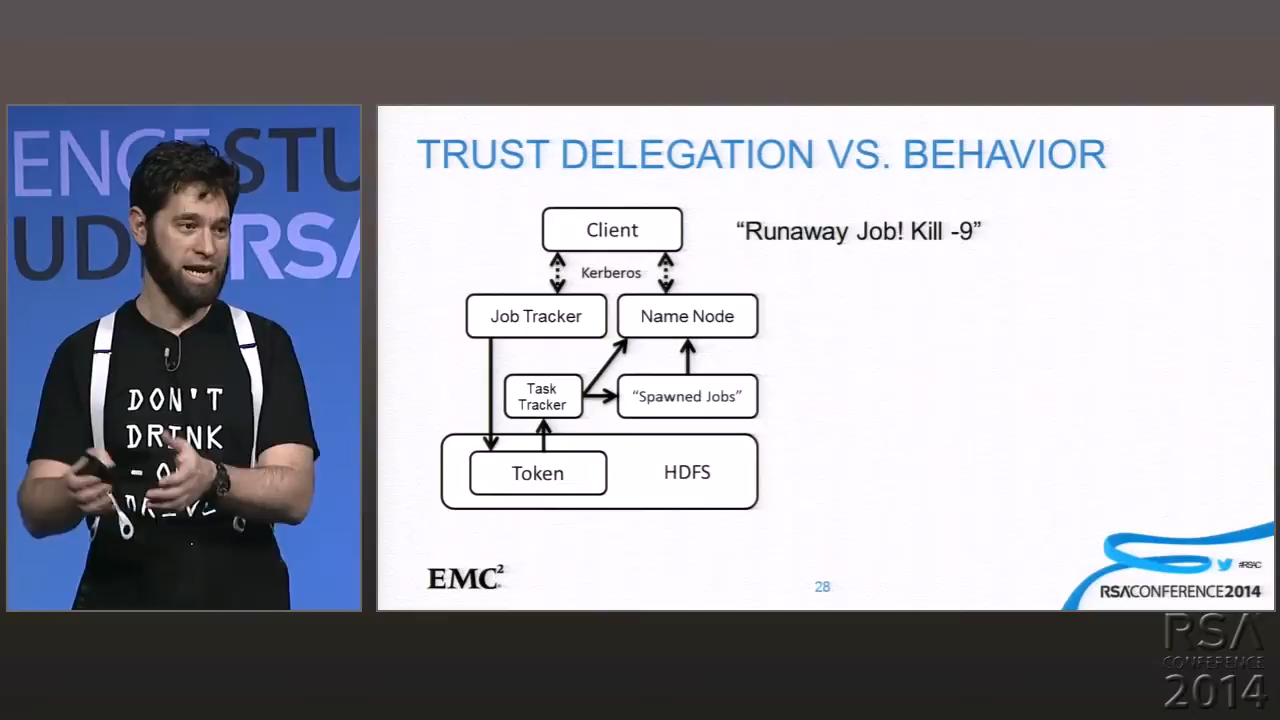 ENCE STU
UD RSA
DON'T
DRINK
TRUST DELEGATION VS. BEHAVIOR
Client
“Runaway Job! Kill -9”
Kerberos
Job Tracker
Name Node
Task
Tracker
“Spawned Jobs”
Token
HDFS
EMC²
28
#RSAC
RSACONFERENCE2014
RSA
CONFERENCE
2014